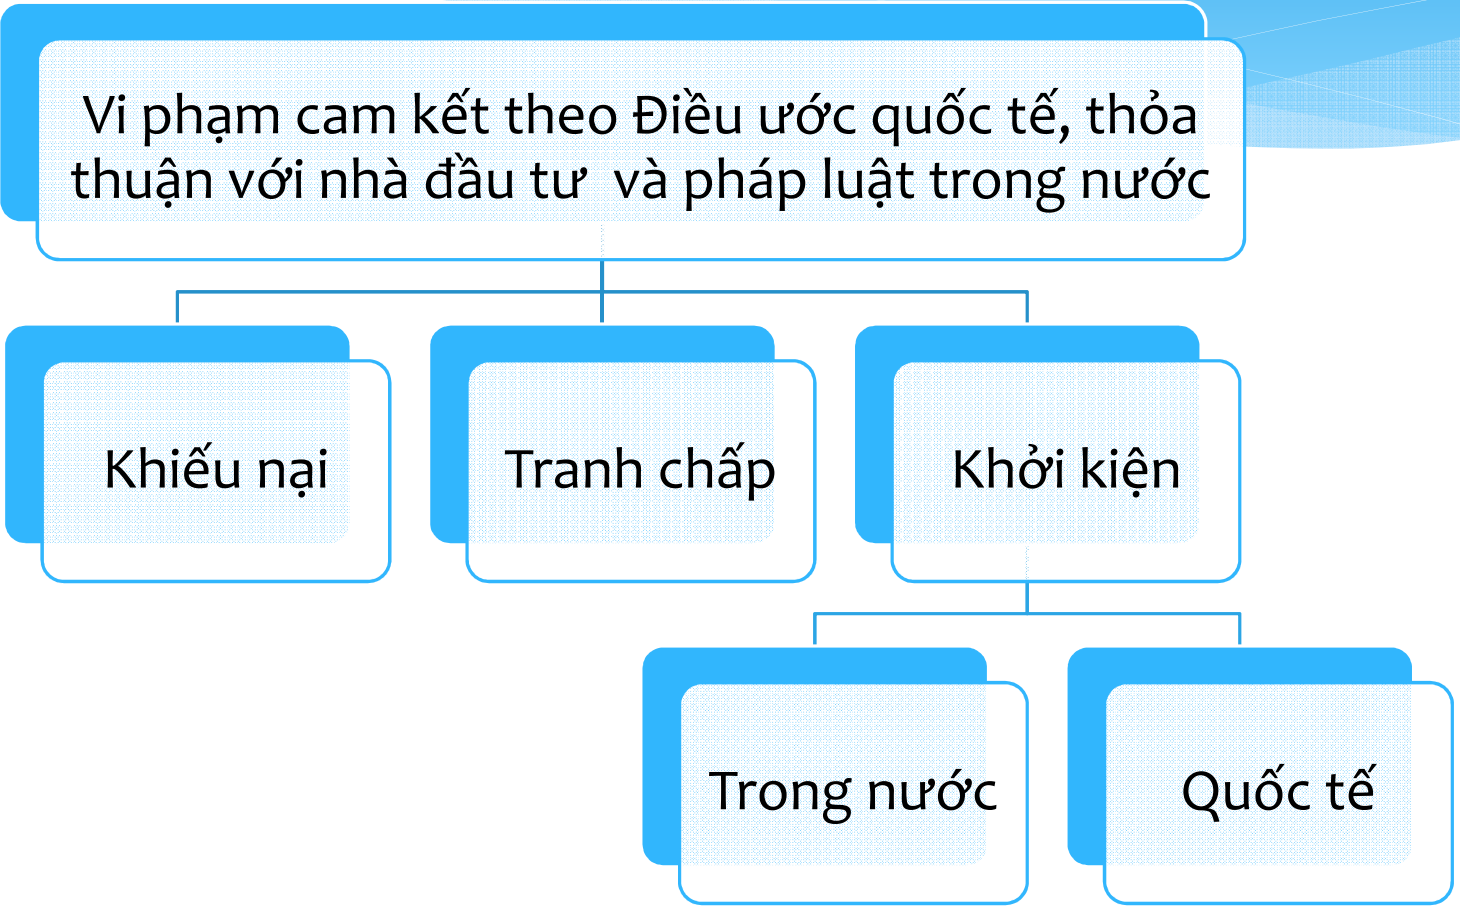 Vi phạm cam kết theo Điều ước quốc tế, thỏa
thuận với nhà đầu tư và pháp luật trong nước
Khiếu nại
Tranh chấp
Khởi kiện
Trong nước
Quốc tế